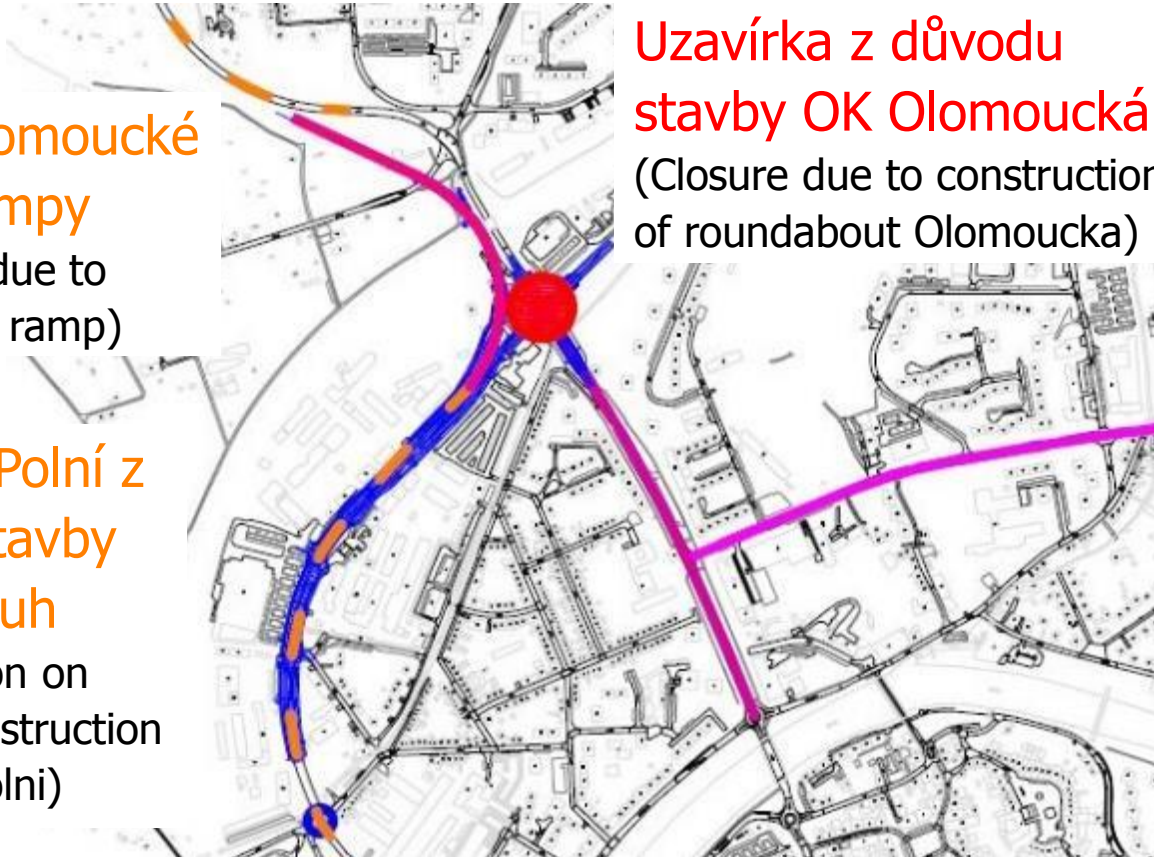 Uzavírka z důvodu
stavby OK Olomoucká
(Closure due to construction
of roundabout Olomoucka)
omoucké
mpy
due to
ramp)
Polní z
tavby
uh
on on
struction
lni)